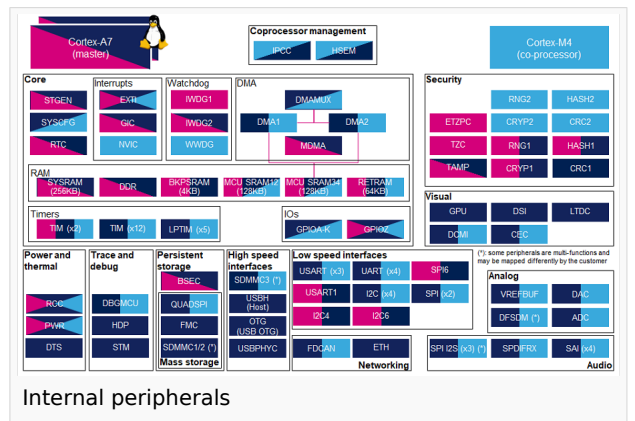 Cortex-A7
(master)
Coprocessor management
IPCC
HSEM
Cortex-M4
(co-processor)
Core
STGEN
SYSCFG
RTC
Interrupts
EXTI
GIC
NVIC
Watchdog
IWDG1
IWDG2
WWDG
DMA
DMAMUX
DMA1
DMA2
MDMA
Security
RNG2
HASH2
ETZPC
CRYP2
CRC2
TZC
RNG1
HASH1
TAMP
CRYP1
CRC1
RAM
SYSRAM
(256KB)
DDR
BKPSRAM
(4KB)
MCU SRAM12
(128KB)
MCU SRAM34
(128KB)
RETRAM
(64KB)
Timers
TIM (x2)
TIM (x12)
LPTIM (x5)
IOs
GPIOA-K
GPIOZ
Visual
GPU
DSI
LTDC
DCMI
CEC
Power and
thermal
RCC
PWR
DTS
Trace and
debug
DBGMCU
HDP
STM
Persistent
storage
BSEC
QUADSPI
FMC
SDMMC1/2 (*)
Mass storage
High speed
interfaces
SDMMC3 (*)
USBH
(Host)
OTG
(USB OTG)
USBPHYC
Low speed interfaces
USART (x3)
UART (x4)
SPI6
USART1
I2C (x4)
SPI (x2)
I2C4
I2C6
(*): some peripherals are multi-functions and
may be mapped differently by the customer
Analog
VREFBUF
DAC
DFSDM (*)
ADC
FDCAN
ETH
Networking
SPI I2S (x3) (*)
SPDIFRX
SAI (x4)
Audio
Internal peripherals